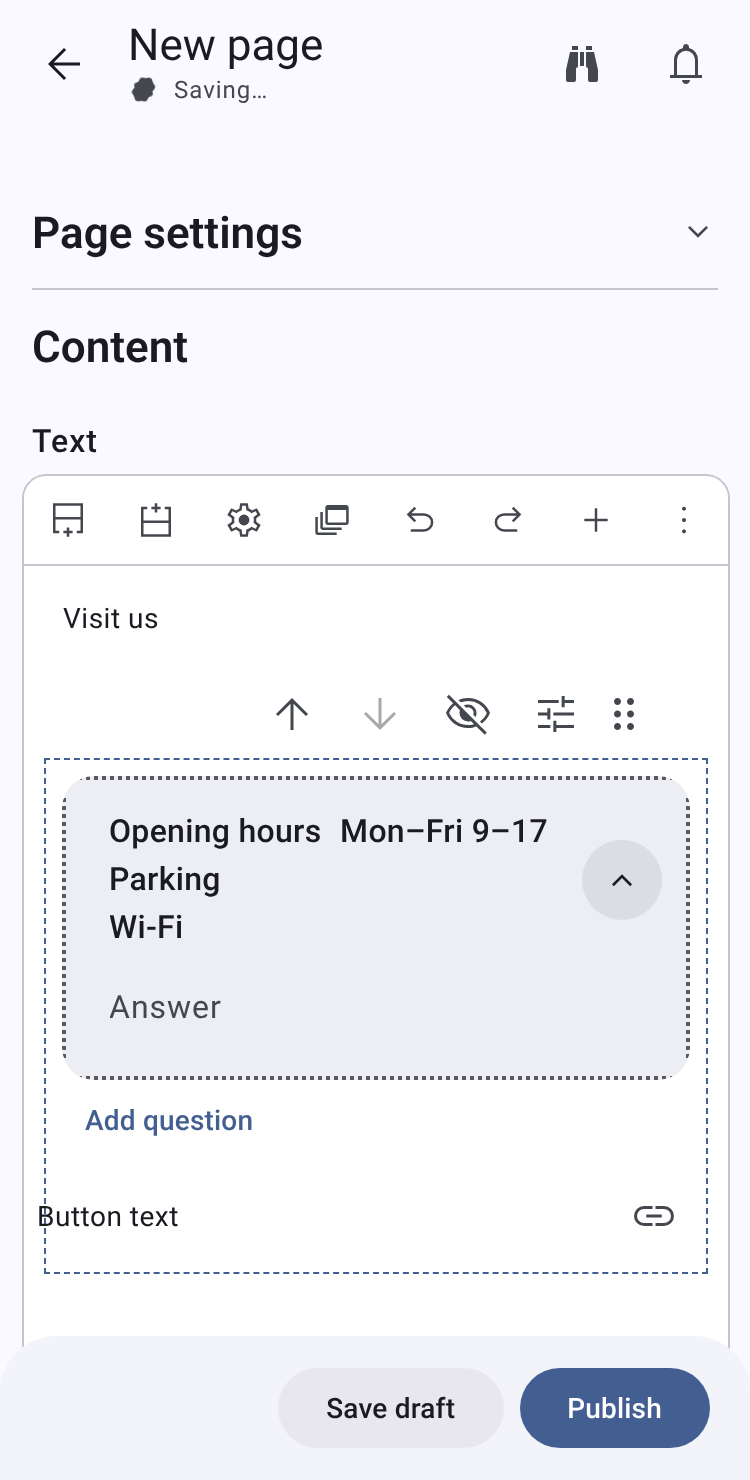 New page
Saving…
Page settings
Content
Text
Visit us
Opening hours  Mon–Fri 9–17
Parking
Wi-Fi
Answer
Add question
Button text
Save draft
Publish